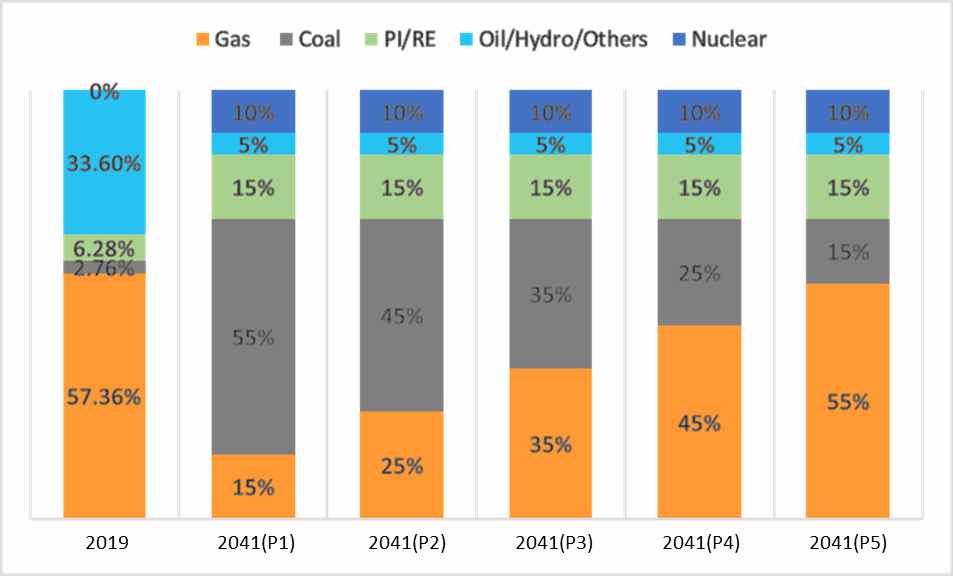 Gas Coal PI/RE Oil/Hydro/Others Nuclear
0% 10% 10% 10% 10% 10%
33.60% 5% 5% 5% 5% 5%
6.28% 15% 15% 15% 15% 15%
2.76% 55% 45% 35% 25% 15%
57.36% 15% 25% 35% 45% 55%
2019 2041(P1) 2041(P2) 2041(P3) 2041(P4) 2041(P5)